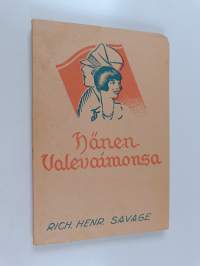 Hänen
Valevaimonsa
RICH. HENR. SAVAGE